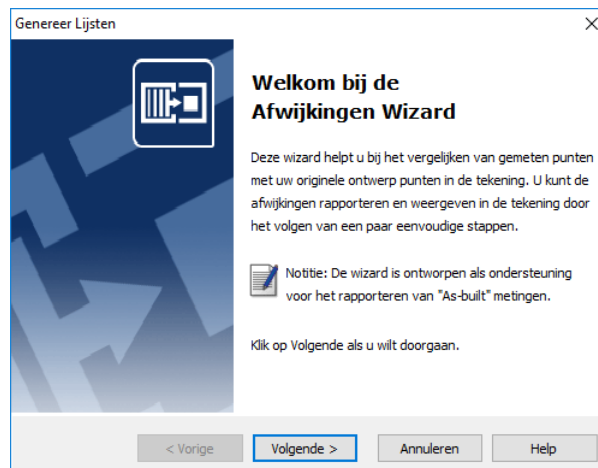 Genereer Lijsten
Welkom bij de
Afwijkingen Wizard
Deze wizard helpt u bij het vergelijken van gemeten punten
met uw originele ontwerp punten in de tekening. U kunt de
afwijkingen rapporteren en weergeven in de tekening door
het volgen van een paar eenvoudige stappen.
Notitie: De wizard is ontworpen als ondersteuning
voor het rapporteren van "As-built" metingen.
Klik op Volgende als u wilt doorgaan.
< Vorige Volgende > Annuleren Help